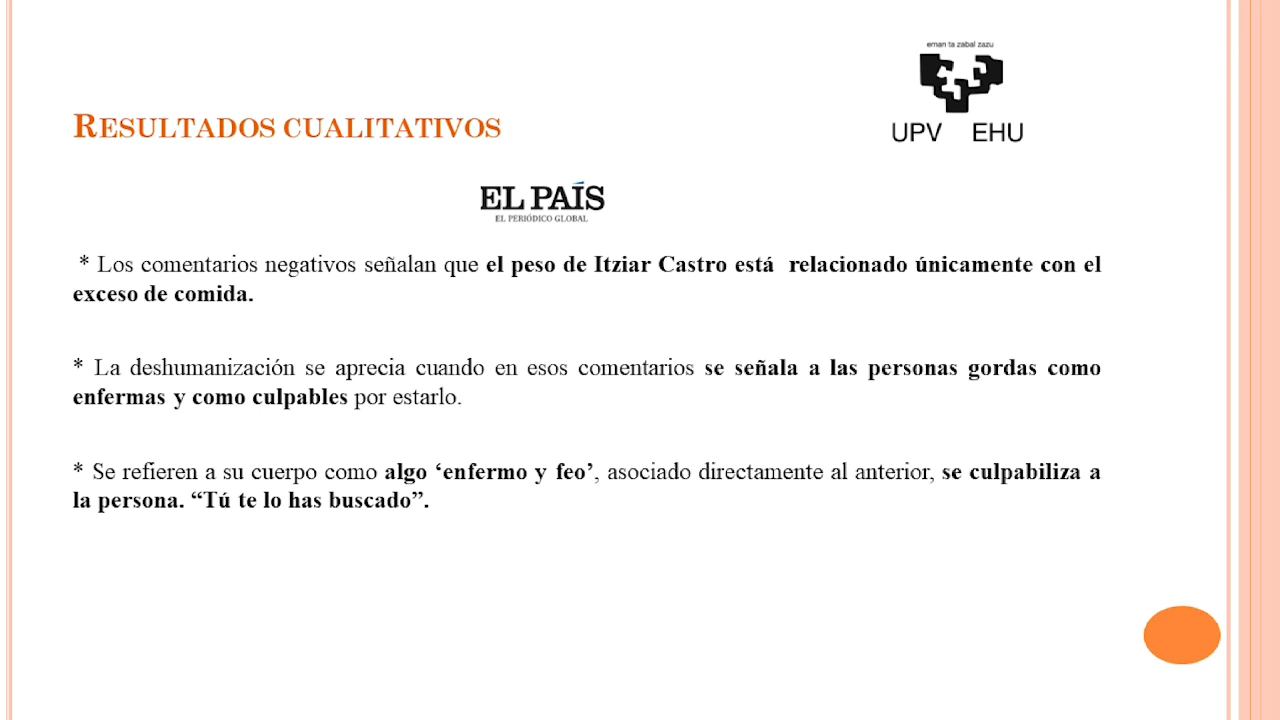 eman ta zabal zazu
UPV EHU
RESULTADOS CUALITATIVOS
EL PAÍS
EL PERIÓDICO GLOBAL
* Los comentarios negativos señalan que el peso de Itziar Castro está relacionado únicamente con el
exceso de comida.
* La deshumanización se aprecia cuando en esos comentarios se señala a las personas gordas como
enfermas y como culpables por estarlo.
* Se refieren a su cuerpo como algo ‘enfermo y feo’, asociado directamente al anterior, se culpabiliza a
la persona. “Tú te lo has buscado”.